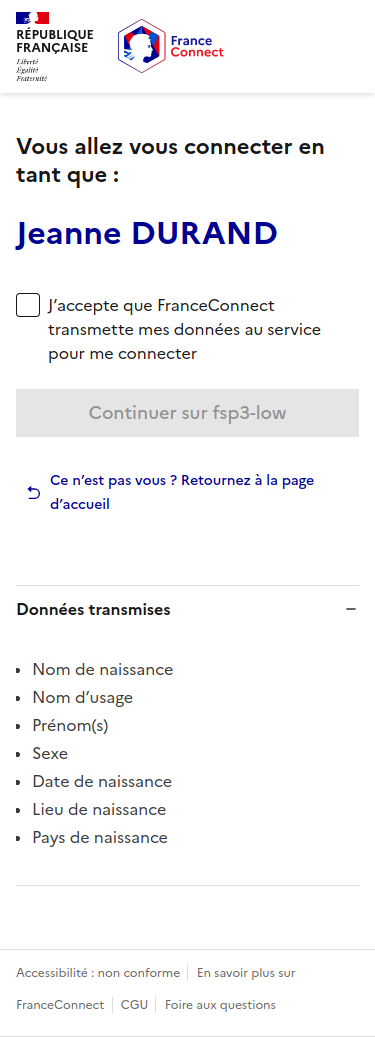 RÉPUBLIQUE
FRANÇAISE
Liberté
Égalité
Fraternité
France
Connect
Vous allez vous connecter en
tant que :
Jeanne DURAND
J’accepte que FranceConnect
transmette mes données au service
pour me connecter
Continuer sur fsp3-low
Ce n’est pas vous ? Retournez à la page
d’accueil
Données transmises
Nom de naissance
Nom d’usage
Prénom(s)
Sexe
Date de naissance
Lieu de naissance
Pays de naissance
Accessibilité : non conforme
En savoir plus sur
FranceConnect
CGU
Foire aux questions